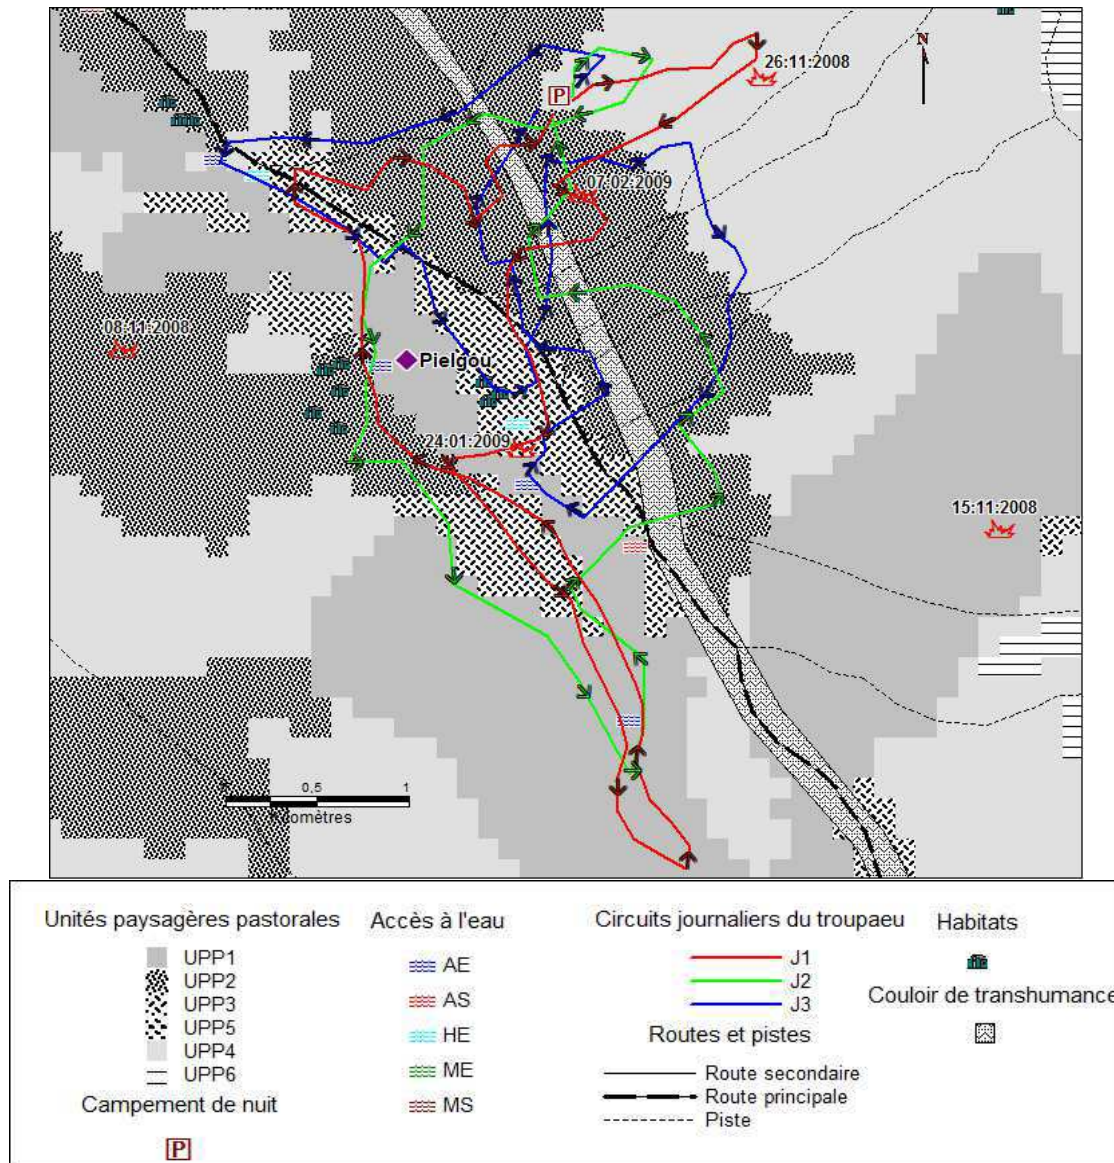 N
26:11:2008
P
07:02:2009
08:11:2008
Pielgou
24:01:2009
15:11:2008
0,5 1
Unités paysagères pastorales
UPP1
UPP2
UPP3
UPP5
UPP4
UPP6
Campement de nuit
P
Accès à l'eau
AE
AS
HE
ME
MS
Circuits journaliers du troupaeu
J1
J2
J3
Routes et pistes
Route secondaire
Route principale
Piste
Habitats
Couloir de transhumance